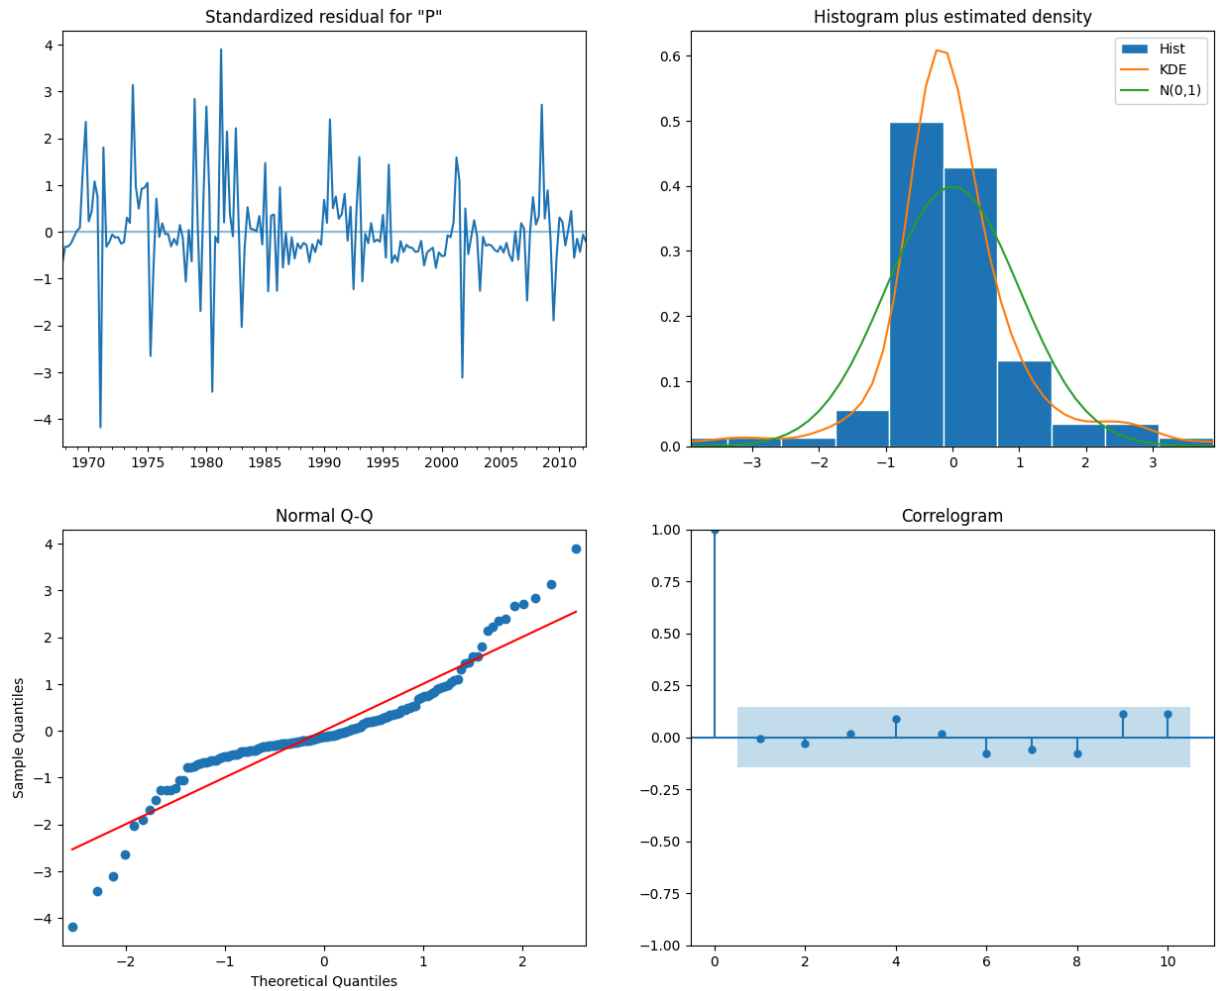 Standardized residual for "P"
4
3
2
1
0
−1
−2
−3
−4
1970 1975 1980 1985 1990 1995 2000 2005 2010
Histogram plus estimated density
Hist
KDE
N(0,1)
0.6
0.5
0.4
0.3
0.2
0.1
0.0
−3 −2 −1 0 1 2 3
Normal Q-Q
Sample Quantiles
4
3
2
1
0
−1
−2
−3
−4
−2 −1 0 1 2
Theoretical Quantiles
Correlogram
1.00
0.75
0.50
0.25
0.00
−0.25
−0.50
−0.75
−1.00
0 2 4 6 8 10